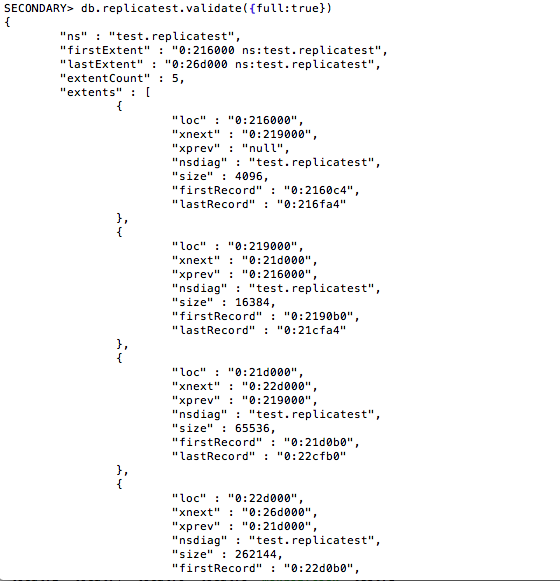 SECONDARY> db.replicatest.validate({full:true})
{
"ns" : "test.replicatest",
"firstExtent" : "0:216000 ns:test.replicatest",
"lastExtent" : "0:26d000 ns:test.replicatest",
"extentCount" : 5,
"extents" : [
{
"loc" : "0:216000",
"xnext" : "0:219000",
"xprev" : "null",
"nsdiag" : "test.replicatest",
"size" : 4096,
"firstRecord" : "0:2160c4",
"lastRecord" : "0:216fa4"
},
{
"loc" : "0:219000",
"xnext" : "0:21d000",
"xprev" : "0:216000",
"nsdiag" : "test.replicatest",
"size" : 16384,
"firstRecord" : "0:2190b0",
"lastRecord" : "0:21cfa4"
},
{
"loc" : "0:21d000",
"xnext" : "0:22d000",
"xprev" : "0:219000",
"nsdiag" : "test.replicatest",
"size" : 65536,
"firstRecord" : "0:21d0b0",
"lastRecord" : "0:22cfb0"
},
{
"loc" : "0:22d000",
"xnext" : "0:26d000",
"xprev" : "0:21d000",
"nsdiag" : "test.replicatest",
"size" : 262144,
"firstRecord" : "0:22d0b0",